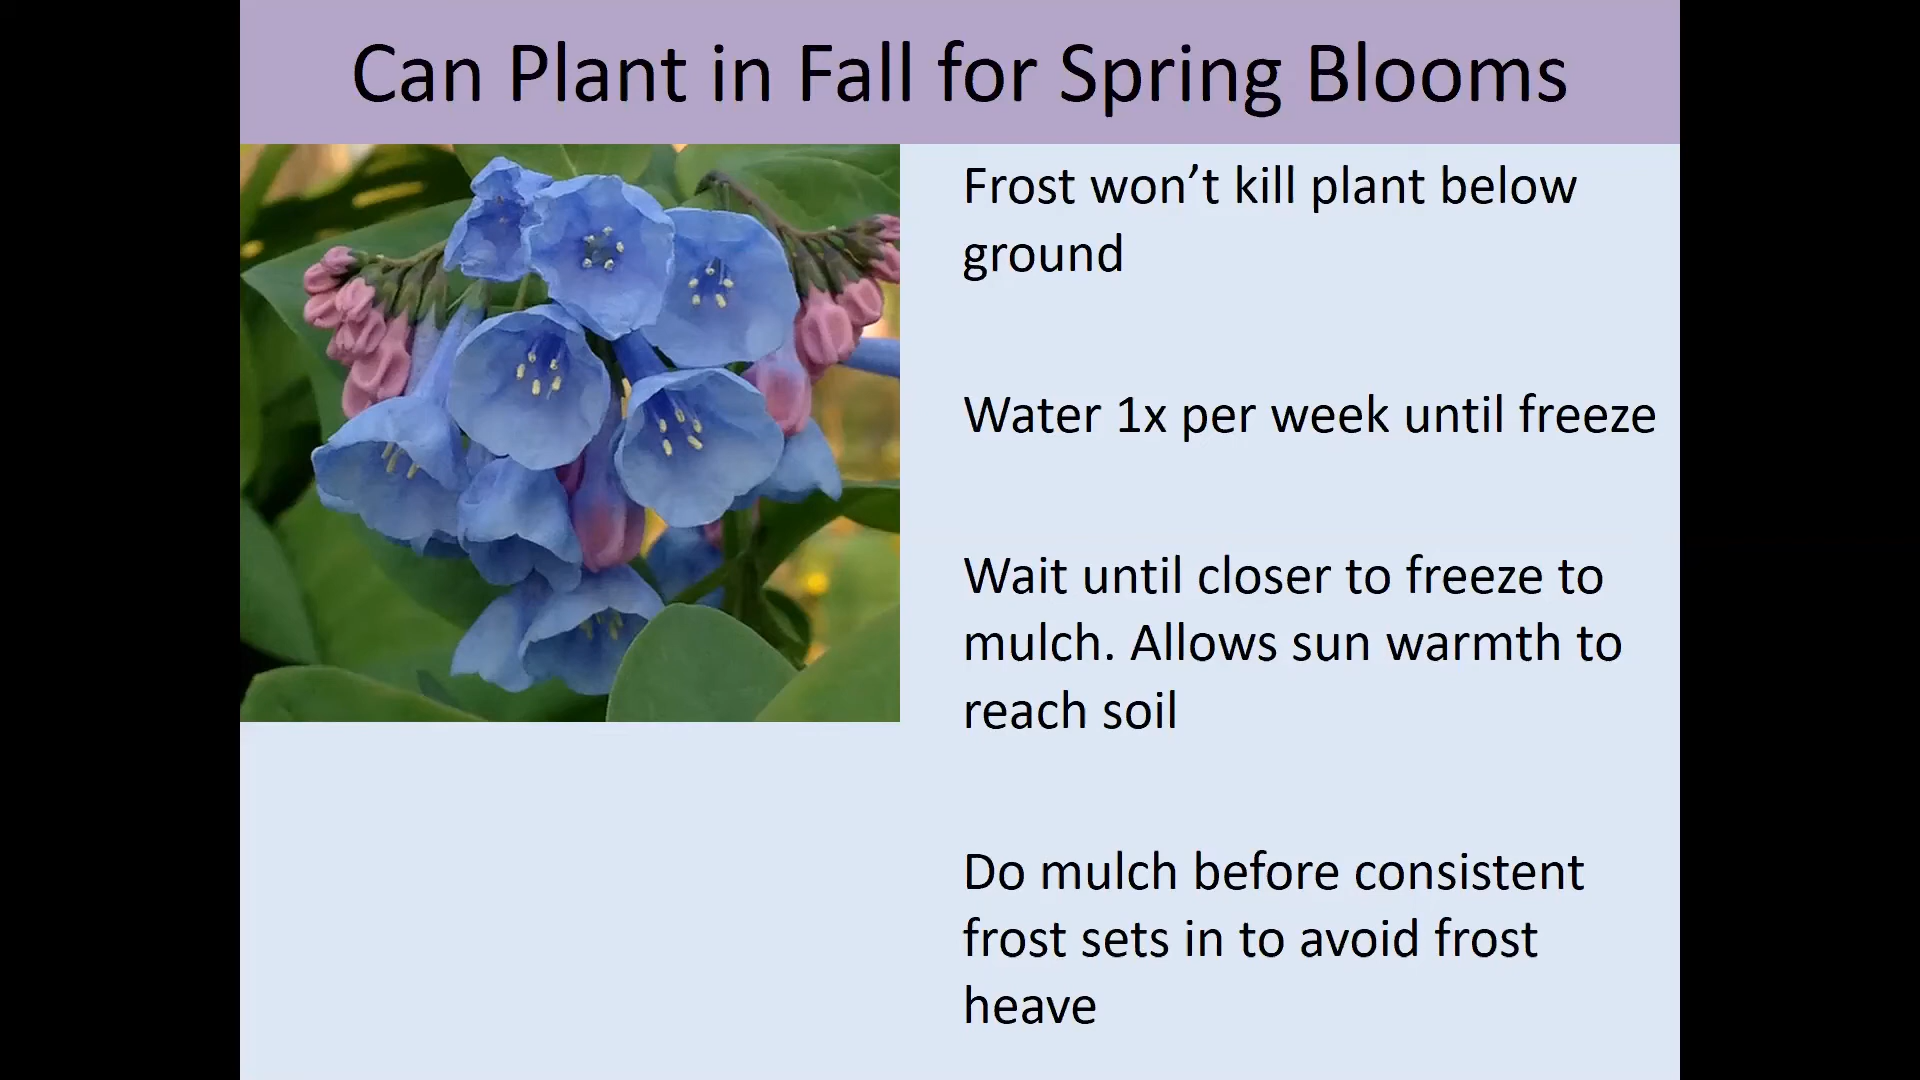 Can Plant in Fall for Spring Blooms
Frost won’t kill plant below
ground
Water 1x per week until freeze
Wait until closer to freeze to
mulch. Allows sun warmth to
reach soil
Do mulch before consistent
frost sets in to avoid frost
heave